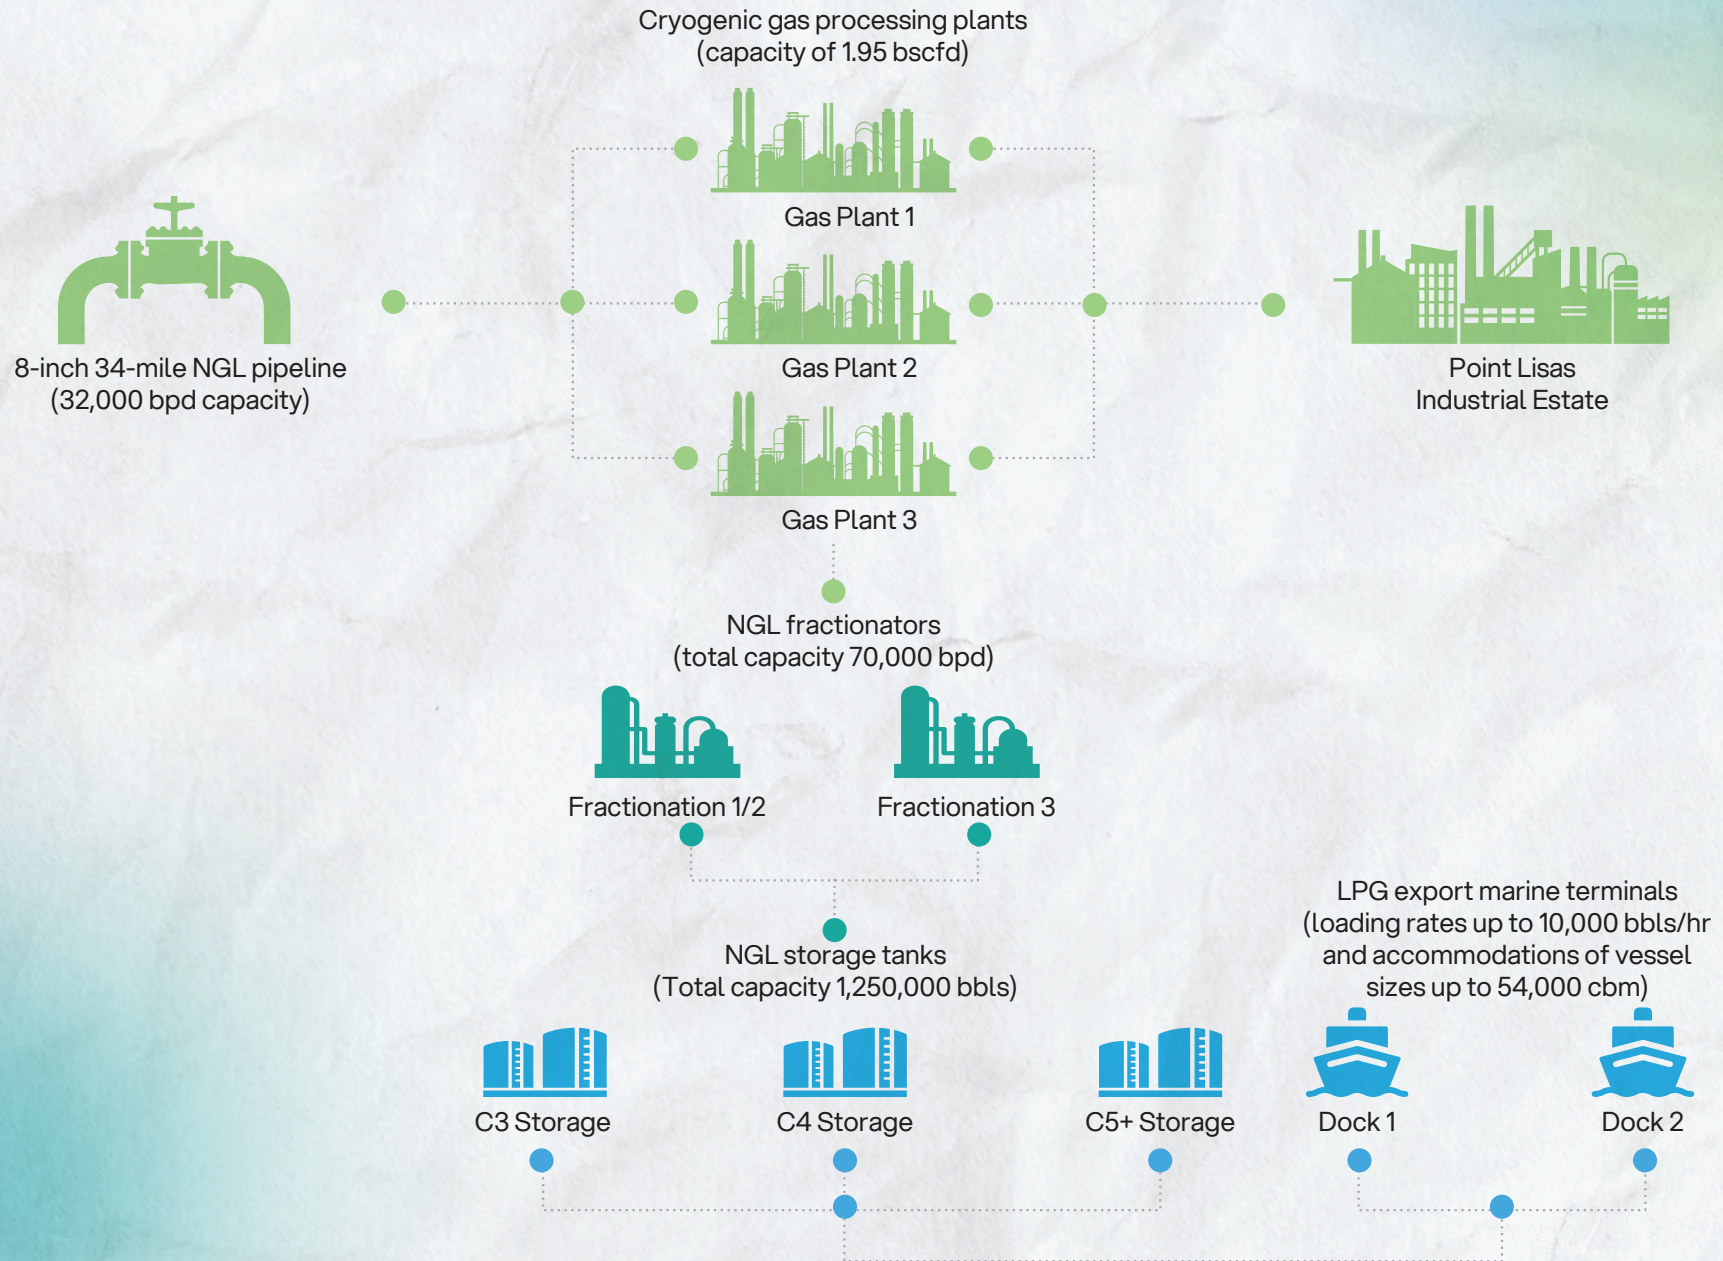 Cryogenic gas processing plants
(capacity of 1.95 bscfd)
Gas Plant 1
8-inch 34-mile NGL pipeline
(32,000 bpd capacity)
Gas Plant 2
Point Lisas
Industrial Estate
Gas Plant 3
NGL fractionators
(total capacity 70,000 bpd)
Fractionation 1/2
Fractionation 3
NGL storage tanks
(Total capacity 1,250,000 bbls)
LPG export marine terminals
(loading rates up to 10,000 bbls/hr
and accommodations of vessel
sizes up to 54,000 cbm)
C3 Storage
C4 Storage
C5+ Storage
Dock 1
Dock 2